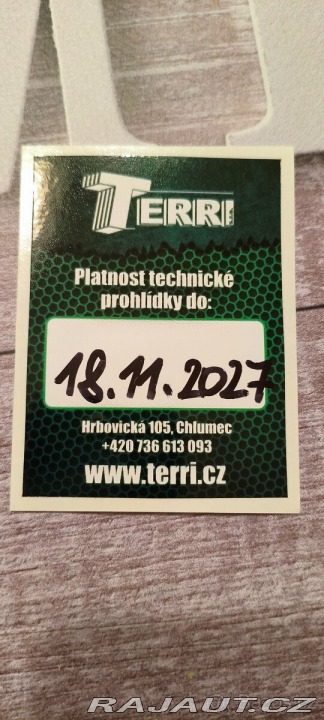 TERRI s.r.o.
Platnost technické
prohlídky do:
18.11.2027
Hrbovická 105, Chlumec
+420 736 613 093
www.terri.cz
RAJAUT.CZ